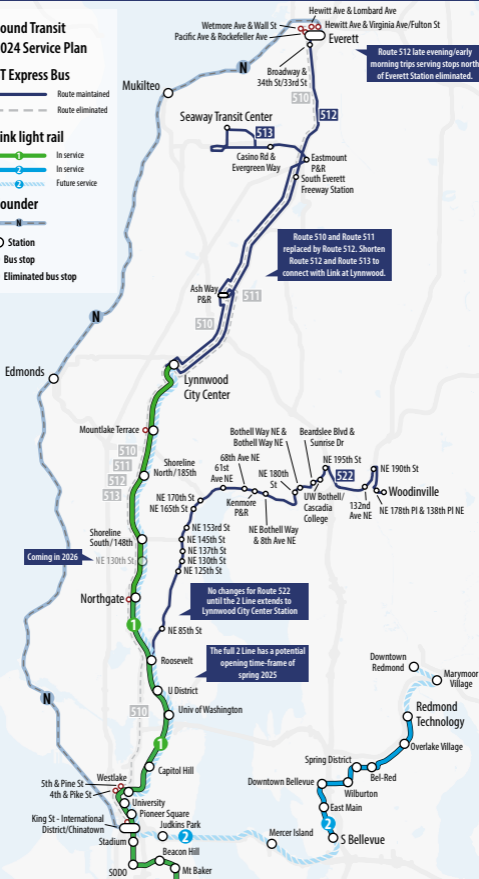 ound Transit
024 Service Plan
T Express Bus
Route maintained
Route eliminated
ink light rail
1 In service
2 In service
2 Future service
ounder
N
Station
Bus stop
Eliminated bus stop
Hewitt Ave & Lombard Ave
Wetmore Ave & Wall St
Hewitt Ave & Virginia Ave/Fulton St
Pacific Ave & Rockefeller Ave
Everett
Route 512 late evening/early
morning trips serving stops north
of Everett Station eliminated.
N
Broadway &
34th St/33rd St
510
Mukilteo
512
Seaway Transit Center
513
Casino Rd &
Evergreen Way
Eastmount
P&R
South Everett
Freeway Station
Route 510 and Route 511
replaced by Route 512. Shorten
Route 512 and Route 513 to
connect with Link at Lynnwood.
Ash Way
P&R
511
510
N
Edmonds
Lynnwood
City Center
Mountlake Terrace
510
511
512
513
Shoreline
North/185th
Bothell Way NE &
Bothell Way NE
Beardslee Blvd &
Sunrise Dr
68th Ave NE
61st
Ave NE
NE 180th
St
NE 195th St
522
NE 190th St
Woodinville
NE 178th Pl & 138th Pl NE
132nd
Ave NE
UW Bothell/
Cascadia
College
NE Bothell Way
& 8th Ave NE
Kenmore
P&R
NE 170th St
NE 165th St
NE 153rd St
NE 145th St
NE 137th St
NE 130th St
NE 125th St
Shoreline
South/148th
Coming in 2026
NE 130th St
Northgate
1
No changes for Route 522
until the 2 Line extends to
Lynnwood City Center Station
NE 85th St
The full 2 Line has a potential
opening time-frame of
spring 2025
Roosevelt
N
U District
510
Univ of Washington
1
Capitol Hill
Westlake
5th & Pine St
4th & Pike St
University
Pioneer Square
King St - International
District/Chinatown
Judkins Park
2
Stadium
Beacon Hill
SODO
Mt Baker
Mercer Island
Downtown
Redmond
Marymoor
Village
Redmond
Technology
Overlake Village
Spring District
Bel-Red
Downtown Bellevue
Wilburton
East Main
2
S Bellevue